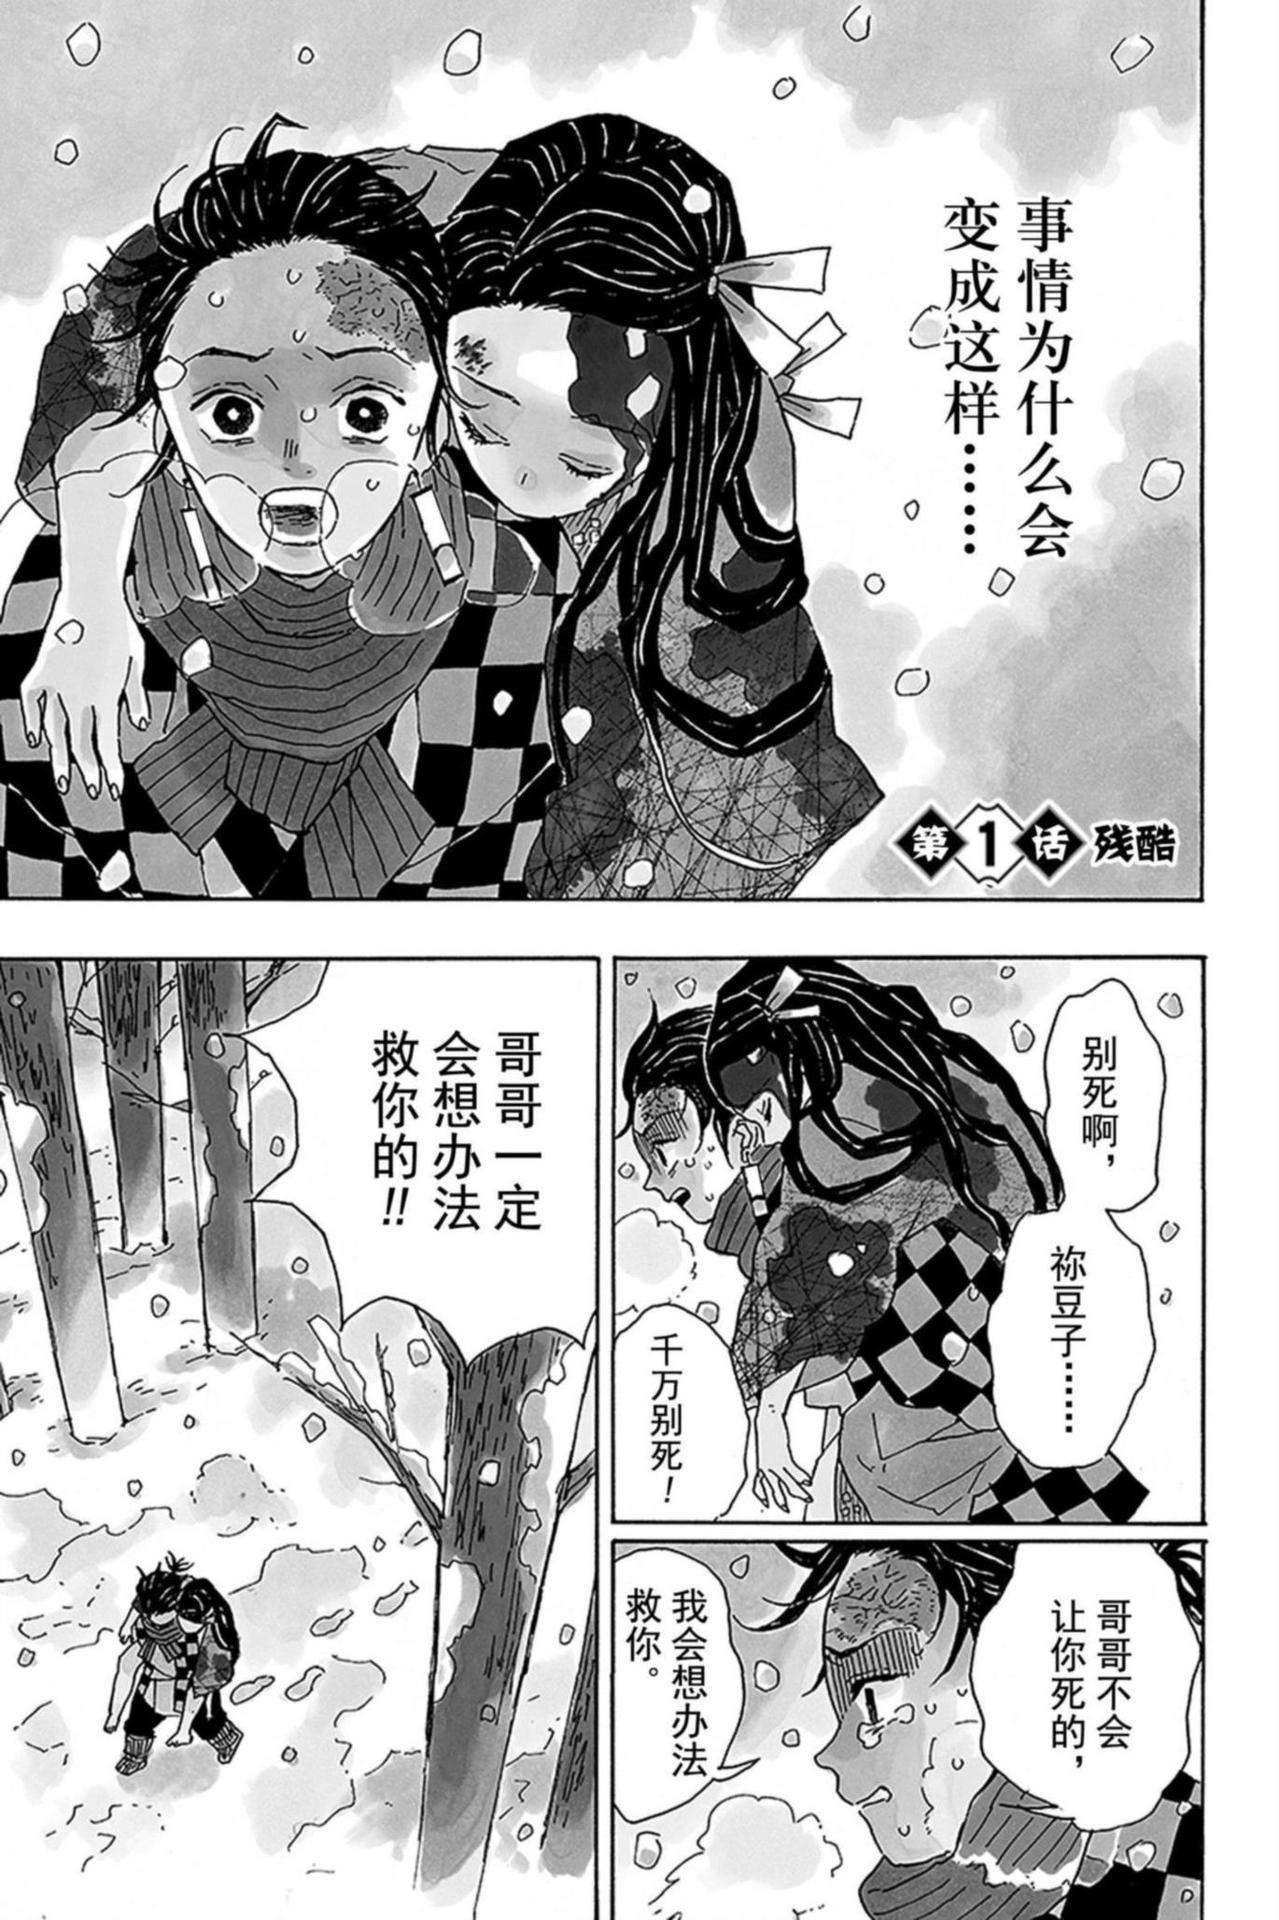 事情为什么会
变成这样……
第1话 残酷
别死啊，
祢豆子……
千万别死！
哥哥不会
让你死的，
我会想办法
救你。
哥哥一定
会想办法
救你的!!